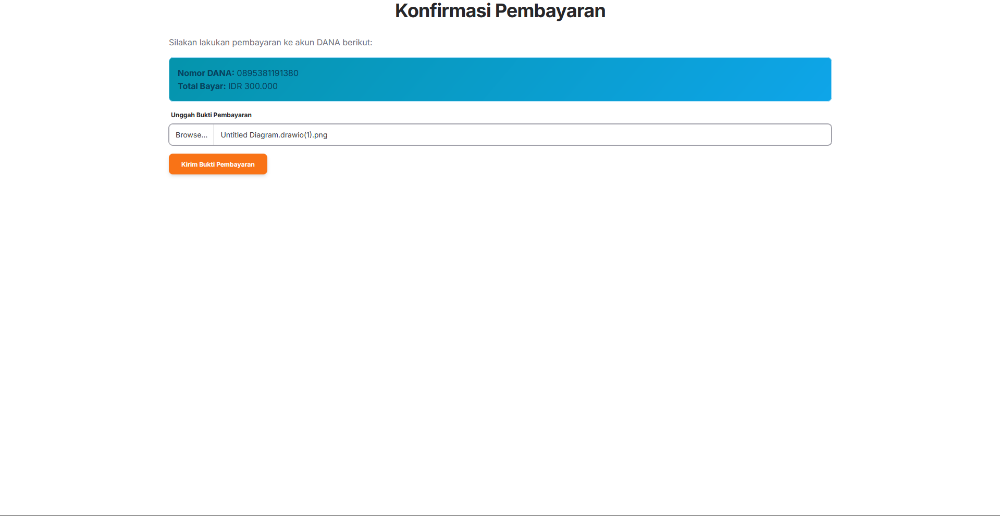 Konfirmasi Pembayaran
Silakan lakukan pembayaran ke akun DANA berikut:
Nomor DANA: 0895381191380
Total Bayar: IDR 300.000
Unggah Bukti Pembayaran
Browse... Untitled Diagram.drawio(1).png
Kirim Bukti Pembayaran